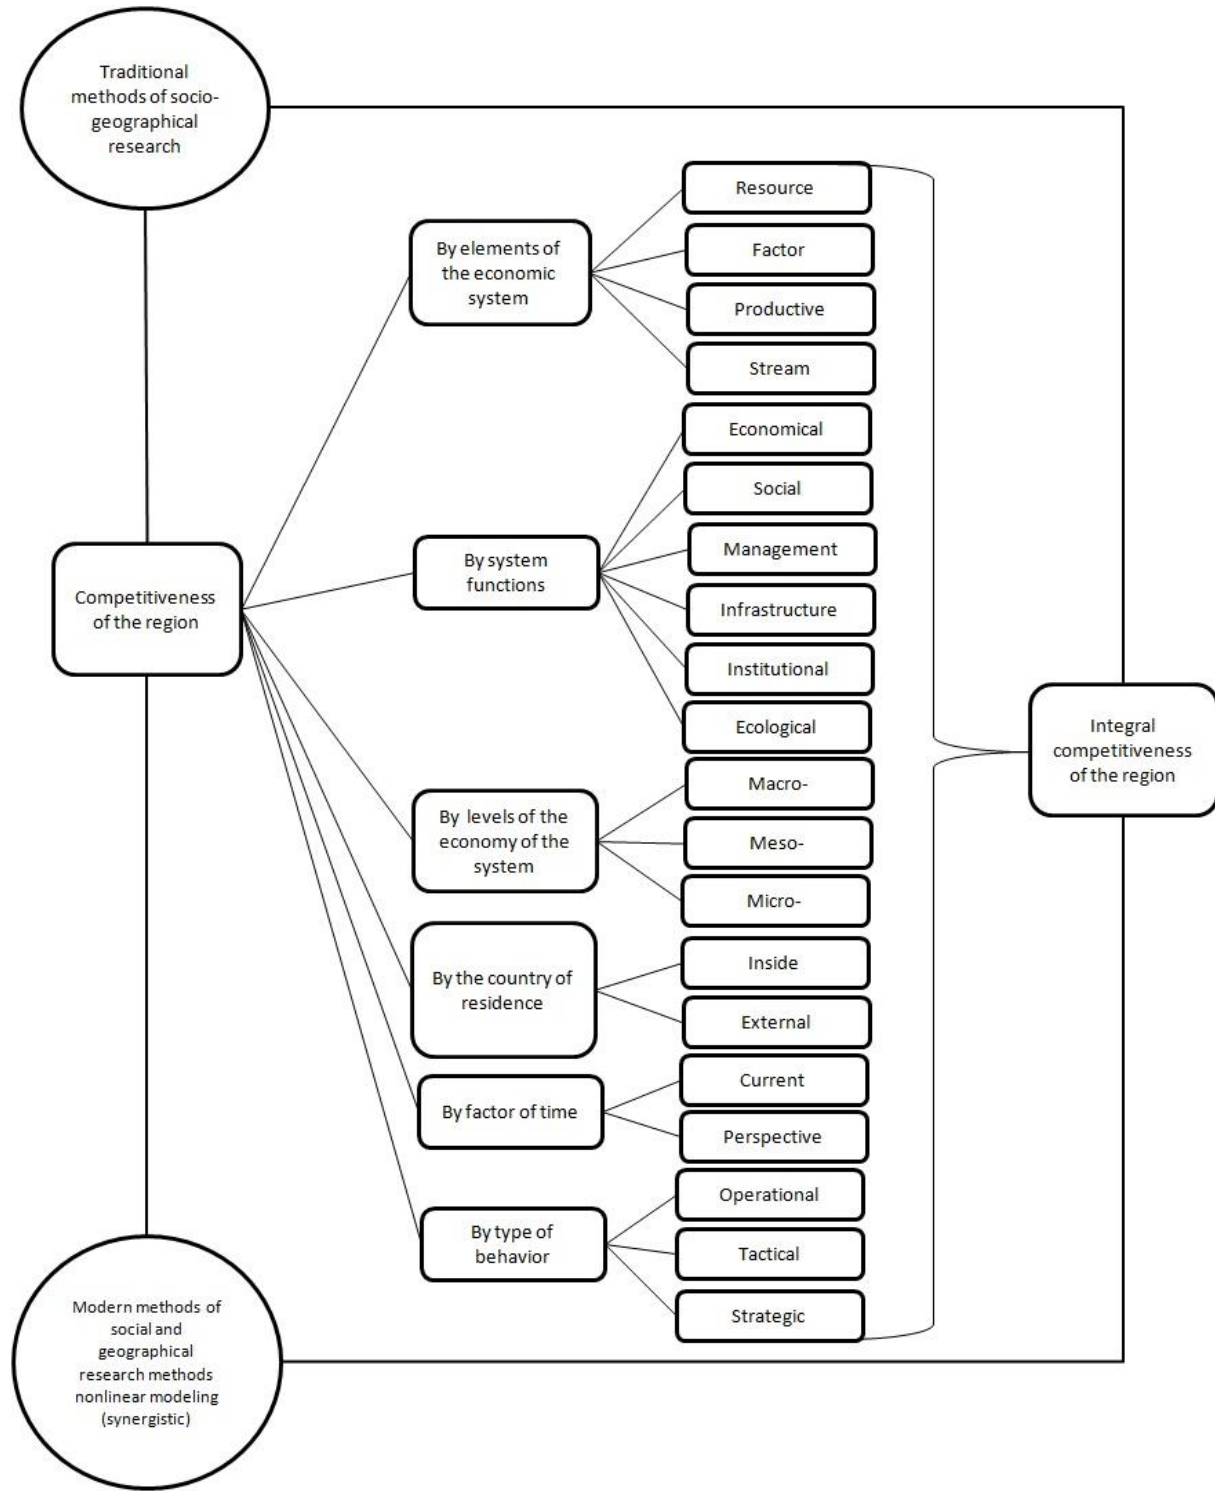 Traditional
methods of socio-
geographical
research
Competitiveness
of the region
Modern methods of
social and
geographical
research methods
nonlinear modeling
(synergistic)
By elements of
the economic
system
Resource
Factor
Productive
Stream
By system
functions
Economical
Social
Management
Infrastructure
Institutional
Ecological
By levels of the
economy of the
system
Macro-
Meso-
Micro-
By the country of
residence
Inside
External
By factor of time
Current
Perspective
By type of
behavior
Operational
Tactical
Strategic
Integral
competitiveness
of the region